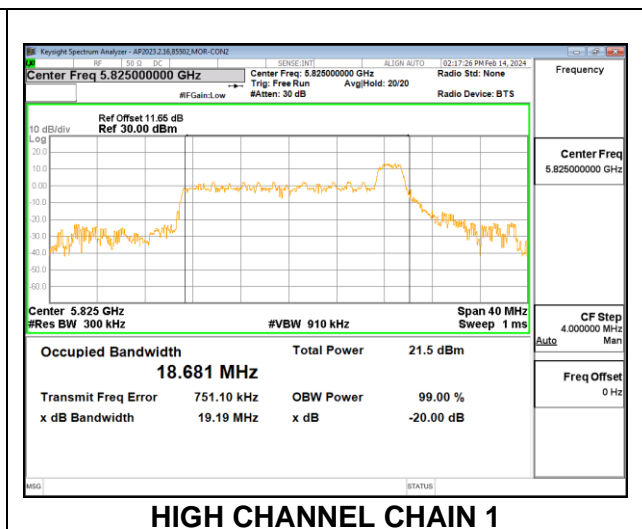 Keysight Spectrum Analyzer - AP2023.2.16,85502,MOR-CON2
RF 50 Ω DC SENSE:INT ALIGN AUTO 02:17:26 PM Feb 14, 2024
Center Freq 5.825000000 GHz Center Freq: 5.825000000 GHz Radio Std: None Frequency
Trig: Free Run Avg|Hold: 20/20
#IFGain:Low #Atten: 30 dB Radio Device: BTS
Ref Offset 11.65 dB
10 dB/div Ref 30.00 dBm
Log
20.0
10.0
0.00
-10.0
-20.0
-30.0
-40.0
-50.0
-60.0
Center Freq
5.825000000 GHz
Center 5.825 GHz Span 40 MHz
#Res BW 300 kHz #VBW 910 kHz Sweep 1 ms
CF Step
4.000000 MHz
Auto Man
Occupied Bandwidth Total Power 21.5 dBm
18.681 MHz
Transmit Freq Error 751.10 kHz OBW Power 99.00 %
x dB Bandwidth 19.19 MHz x dB -20.00 dB
Freq Offset
0 Hz
MSG STATUS
HIGH CHANNEL CHAIN 1